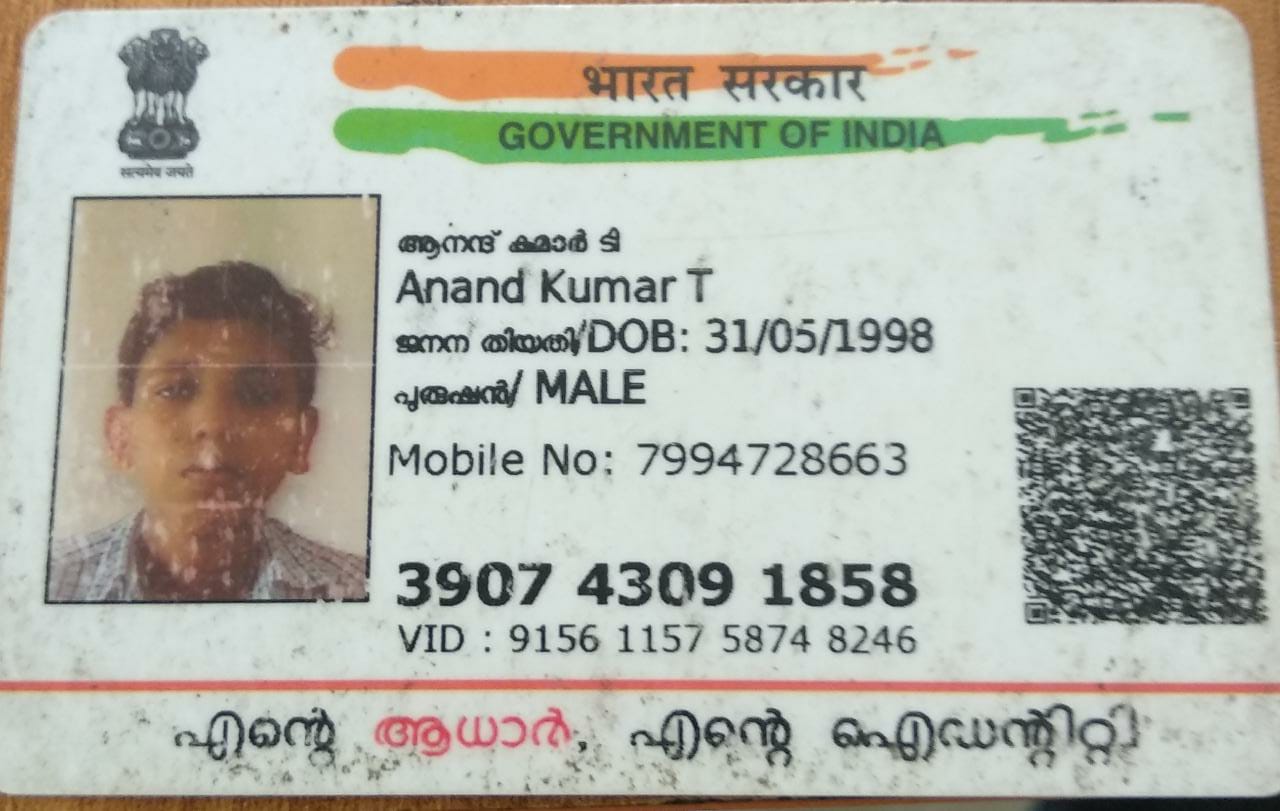 भारत सरकार
GOVERNMENT OF INDIA
सत्यमेव जयते
ആനന്ദ് കുമാർ ടി
Anand Kumar T
ജനന തിയതി/DOB: 31/05/1998
പുരുഷൻ/ MALE
Mobile No: 7994728663
3907 4309 1858
VID : 9156 1157 5874 8246
എന്റെ ആധാർ, എന്റെ ഐഡന്റിറ്റി